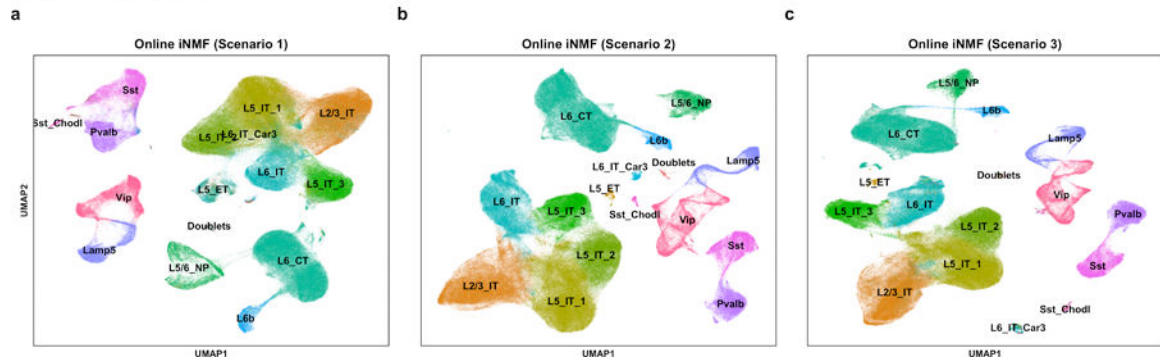 a
Online iNMF (Scenario 1)
Sst
Sst_Chodl
Pvalb
L5_IT_1
L2/3_IT
L5_IT_2
L6_IT_Car3
L6_IT
L5_ET
L5_IT_3
Vip
Lamp5
Doublets
L5/6_NP
L6_CT
L6b
UMAP2
UMAP1
b
Online iNMF (Scenario 2)
L6_CT
L5/6_NP
L6b
L6_IT_Car3
Doublets
Lamp5
L5_ET
Sst_Chodl
L6_IT
L5_IT_3
Vip
L5_IT_2
Sst
L2/3_IT
L5_IT_1
Pvalb
UMAP1
c
Online iNMF (Scenario 3)
L5/6_NP
L6b
L6_CT
Lamp5
L5_ET
Doublets
L6_IT
Vip
L5_IT_3
Pvalb
L5_IT_2
L5_IT_1
Sst
L2/3_IT
Sst_Chodl
L6_IT_Car3
UMAP1